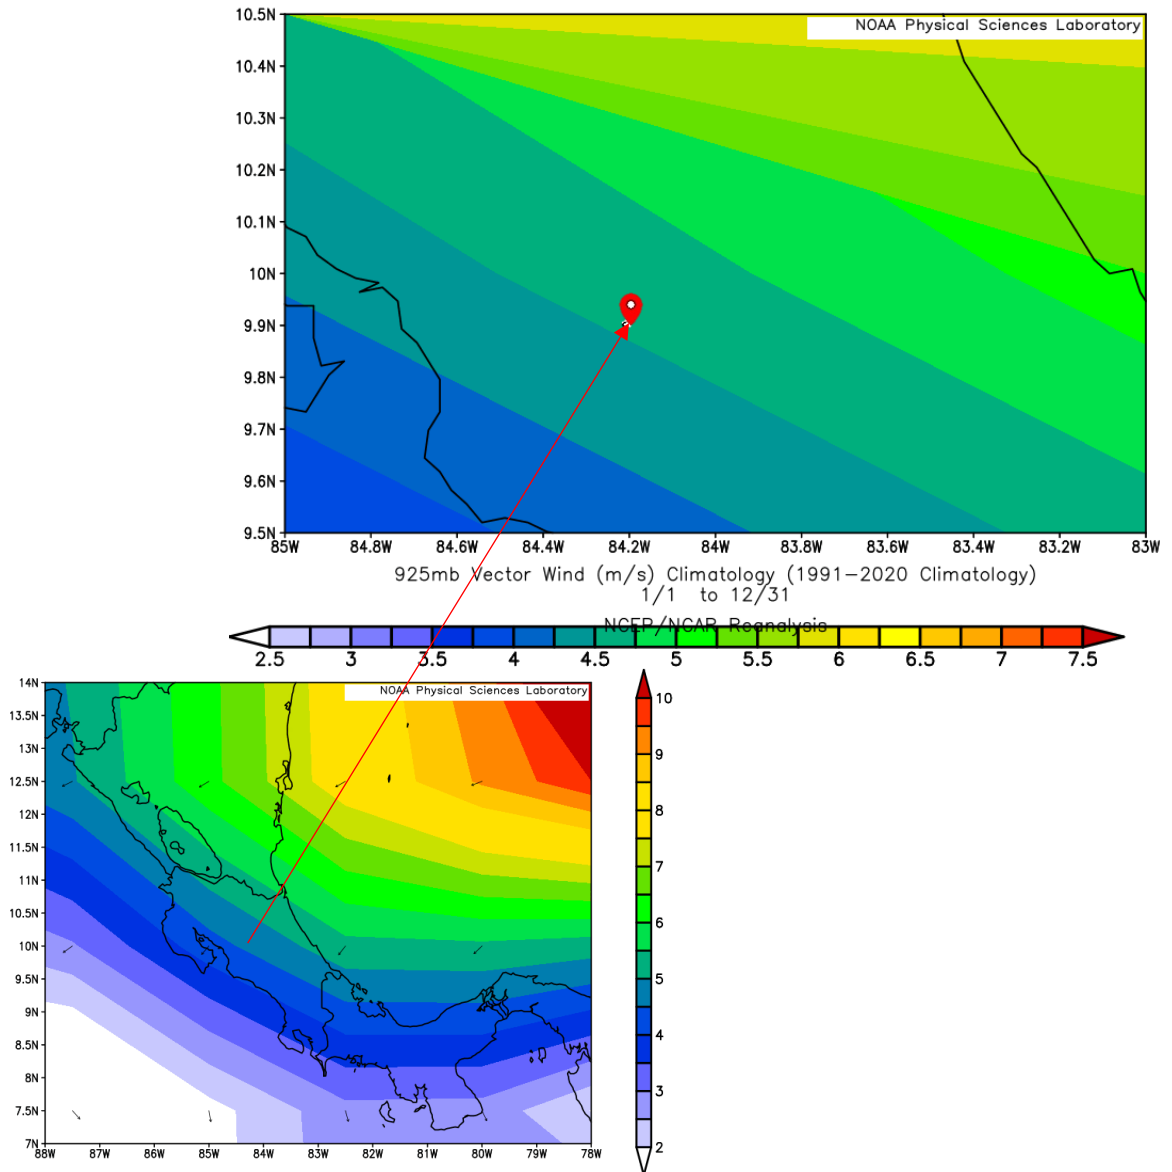 NOAA Physical Sciences Laboratory
10.5N
10.4N
10.3N
10.2N
10.1N
10N
9.9N
9.8N
9.7N
9.6N
9.5N
85W 84.8W 84.6W 84.4W 84.2W 84W 83.8W 83.6W 83.4W 83.2W 83W
925mb Vector Wind (m/s) Climatology (1991-2020 Climatology)
1/1 to 12/31
NCEP/NCAR Reanalysis
2.5 3 3.5 4 4.5 5 5.5 6 6.5 7 7.5
NOAA Physical Sciences Laboratory
14N
13.5N
13N
12.5N
12N
11.5N
11N
10.5N
10N
9.5N
9N
8.5N
8N
7.5N
7N
88W 87W 86W 85W 84W 83W 82W 81W 80W 79W 78W
10
9
8
7
6
5
4
3
2